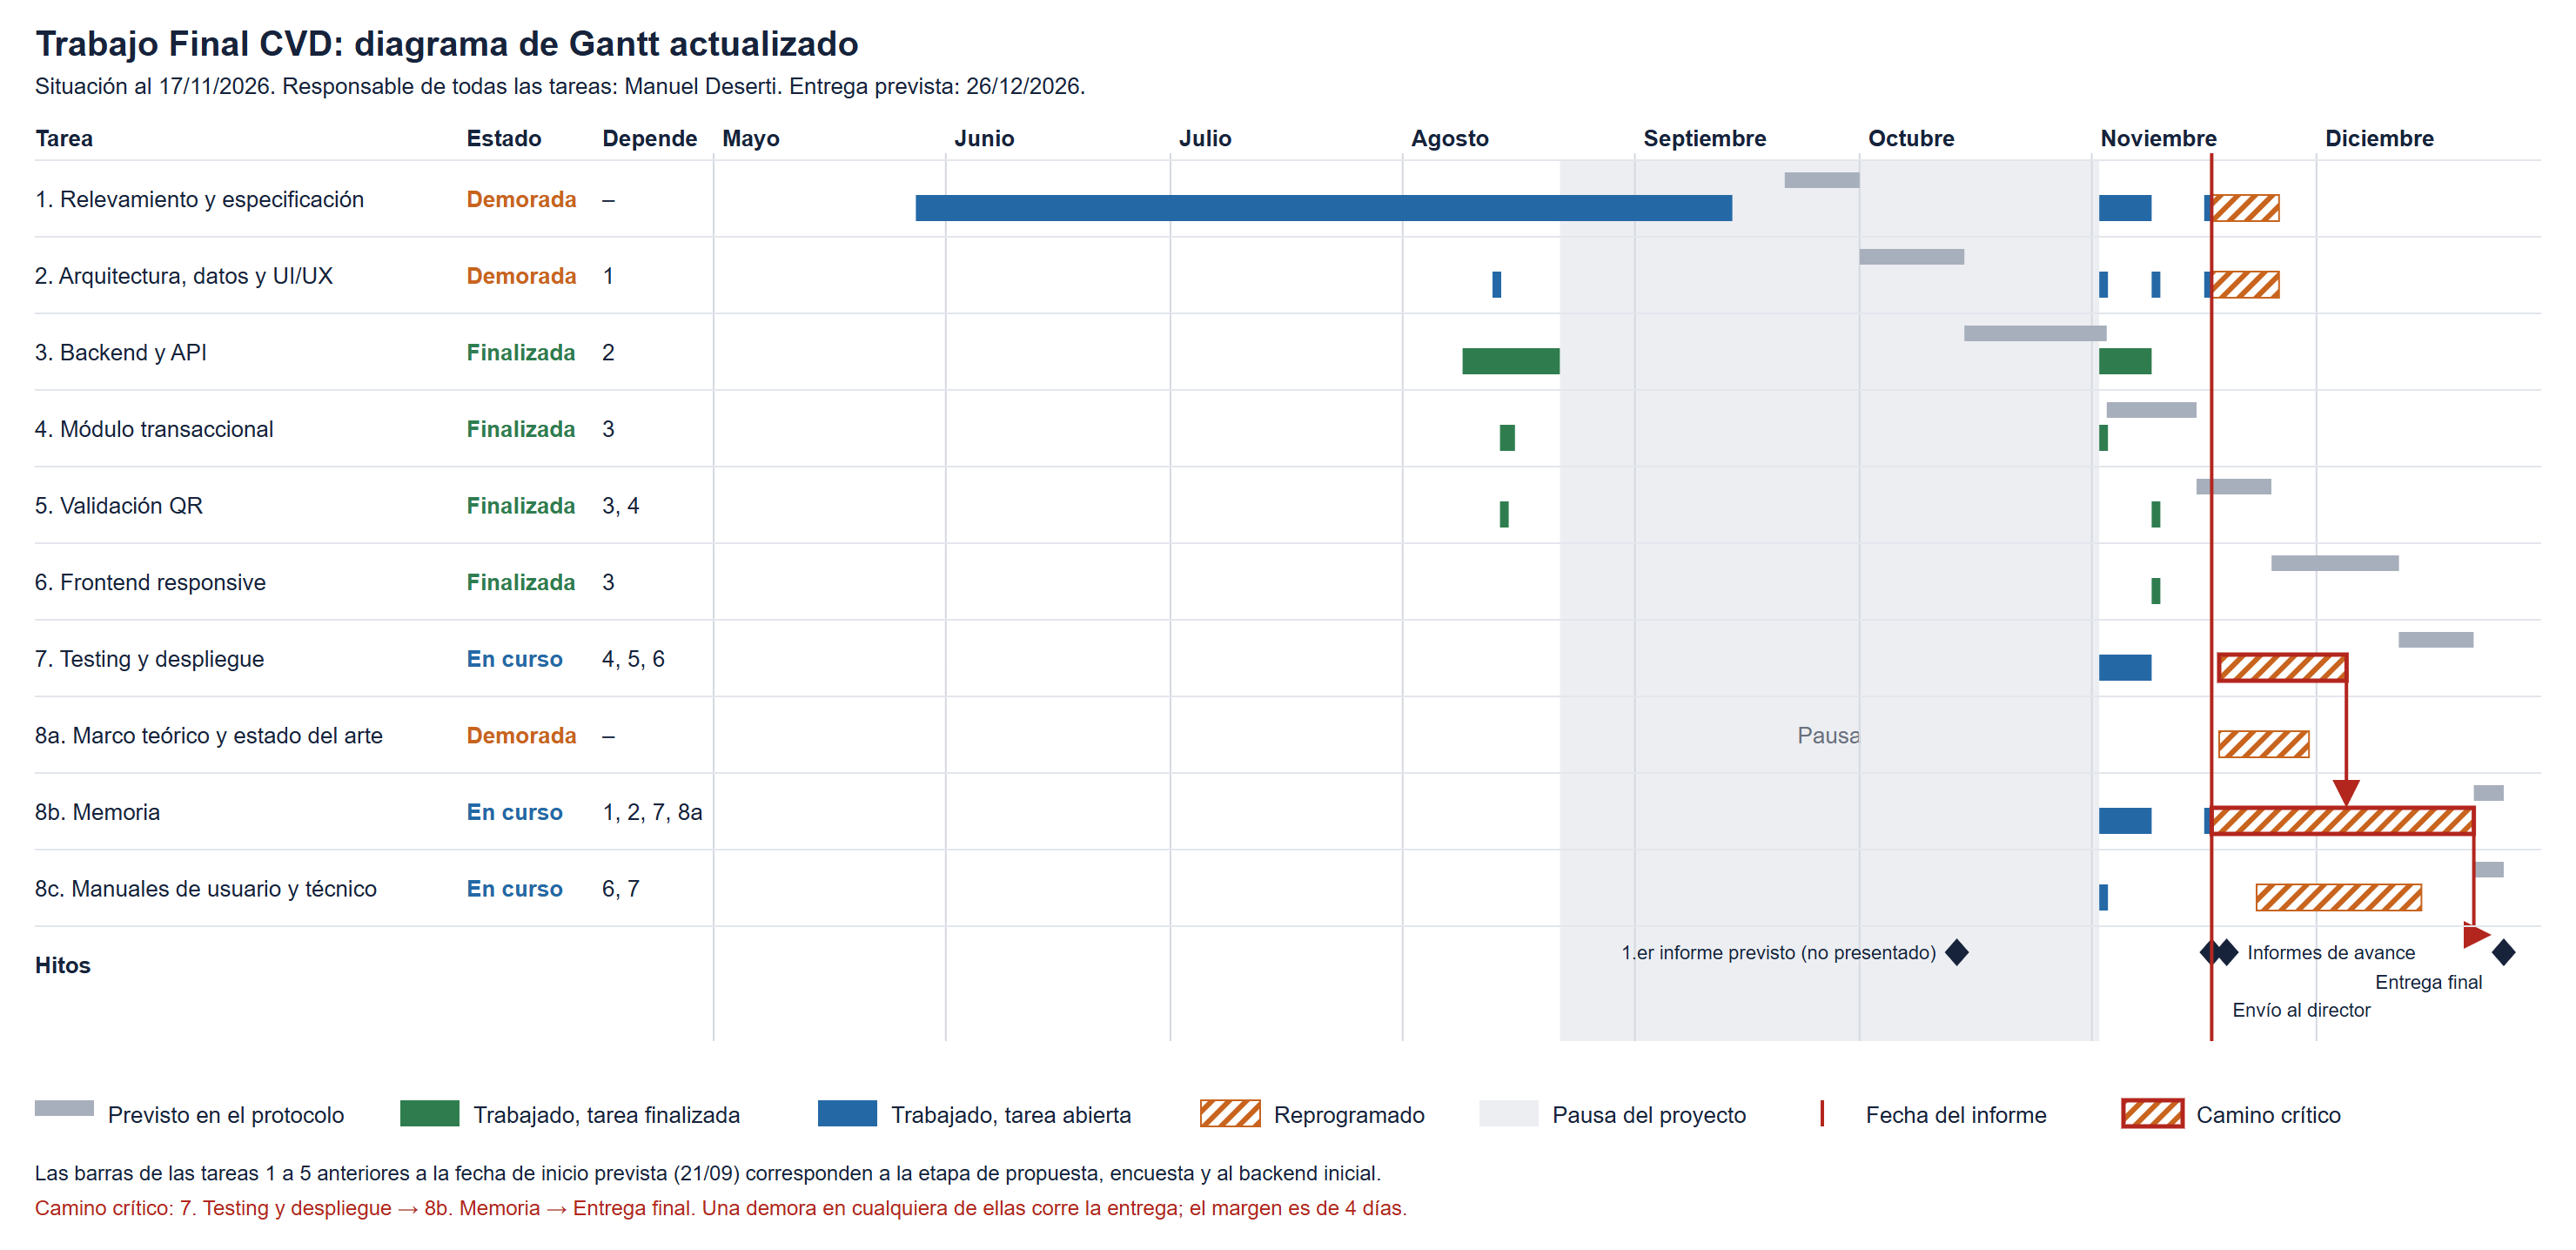 Trabajo Final CVD: diagrama de Gantt actualizado
Situación al 17/11/2026. Responsable de todas las tareas: Manuel Deserti. Entrega prevista: 26/12/2026.
Tarea Estado Depende Mayo Junio Julio Agosto Septiembre Octubre Noviembre Diciembre
1. Relevamiento y especificación Demorada –
2. Arquitectura, datos y UI/UX Demorada 1
3. Backend y API Finalizada 2
4. Módulo transaccional Finalizada 3
5. Validación QR Finalizada 3, 4
6. Frontend responsive Finalizada 3
7. Testing y despliegue En curso 4, 5, 6
8a. Marco teórico y estado del arte Demorada – Pausa
8b. Memoria En curso 1, 2, 7, 8a
8c. Manuales de usuario y técnico En curso 6, 7
Hitos 1.er informe previsto (no presentado) Informes de avance
Entrega final
Envío al director
Previsto en el protocolo Trabajado, tarea finalizada Trabajado, tarea abierta Reprogramado Pausa del proyecto Fecha del informe Camino crítico
Las barras de las tareas 1 a 5 anteriores a la fecha de inicio prevista (21/09) corresponden a la etapa de propuesta, encuesta y al backend inicial.
Camino crítico: 7. Testing y despliegue → 8b. Memoria → Entrega final. Una demora en cualquiera de ellas corre la entrega; el margen es de 4 días.